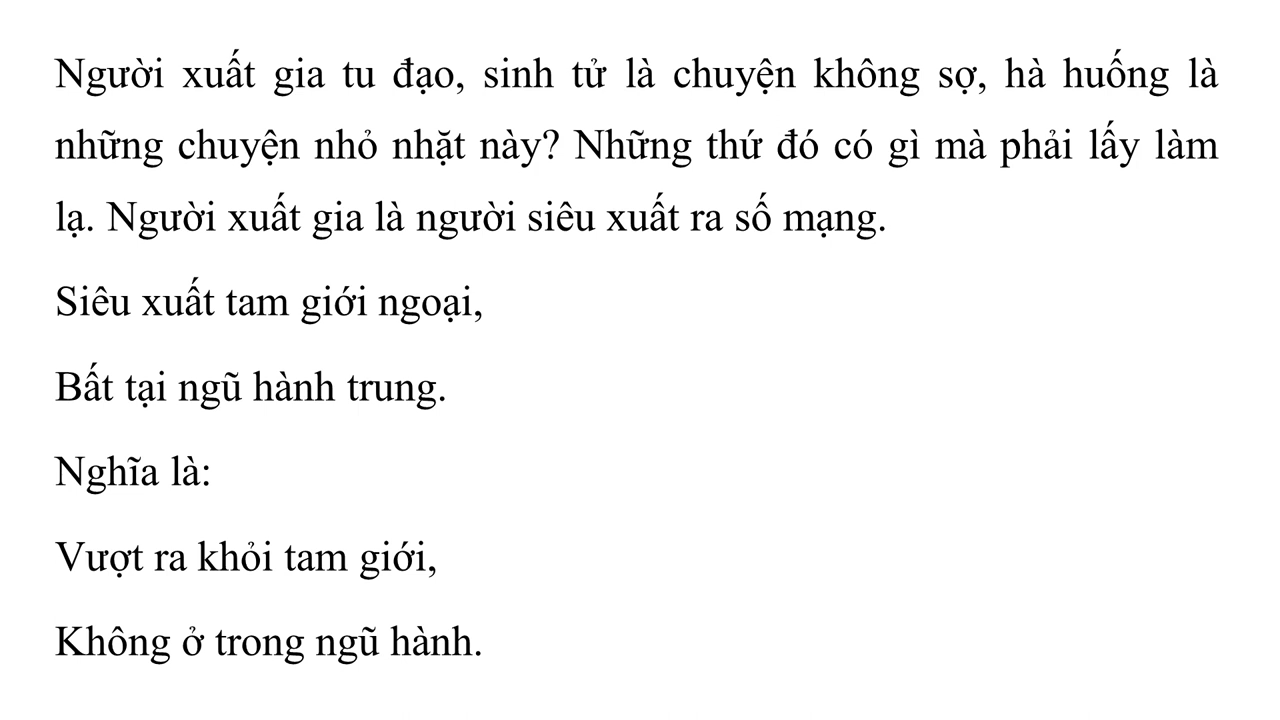 Người xuất gia tu đạo, sinh tử là chuyện không sợ, hà huống là
những chuyện nhỏ nhặt này? Những thứ đó có gì mà phải lấy làm
lạ. Người xuất gia là người siêu xuất ra số mạng.
Siêu xuất tam giới ngoại,
Bất tại ngũ hành trung.
Nghĩa là:
Vượt ra khỏi tam giới,
Không ở trong ngũ hành.